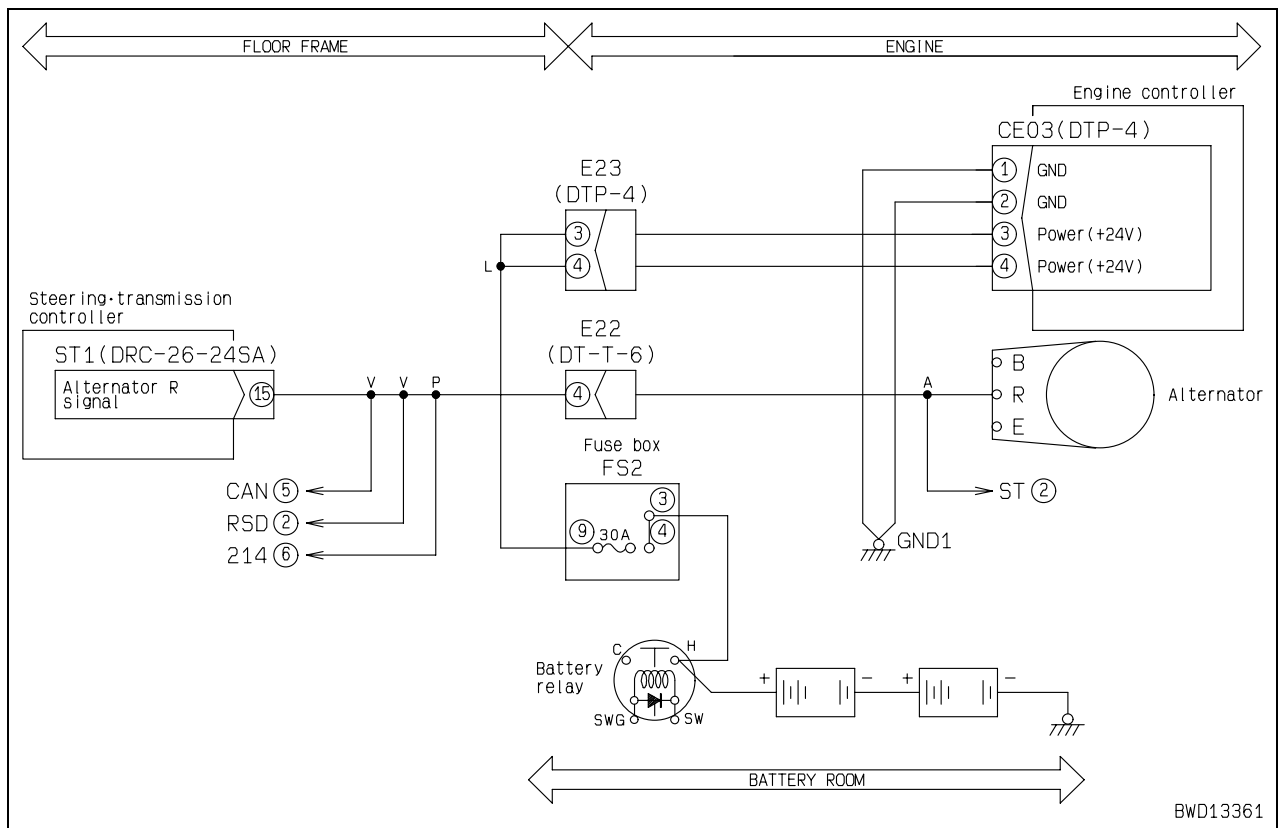 FLOOR FRAME
ENGINE
Engine controller
CE03(DTP-4)
1 GND
2 GND
3 Power(+24V)
4 Power(+24V)
E23
(DTP-4)
3
4
L
Steering·transmission
controller
ST1(DRC-26-24SA)
Alternator R
signal
15
V V P
E22
(DT-T-6)
4
A
B
R
E
Alternator
CAN 5
RSD 2
214 6
ST 2
Fuse box
FS2
3
9 30A 4
GND1
Battery
relay
C
H
SWG
SW
+ - + -
BATTERY ROOM
BWD13361